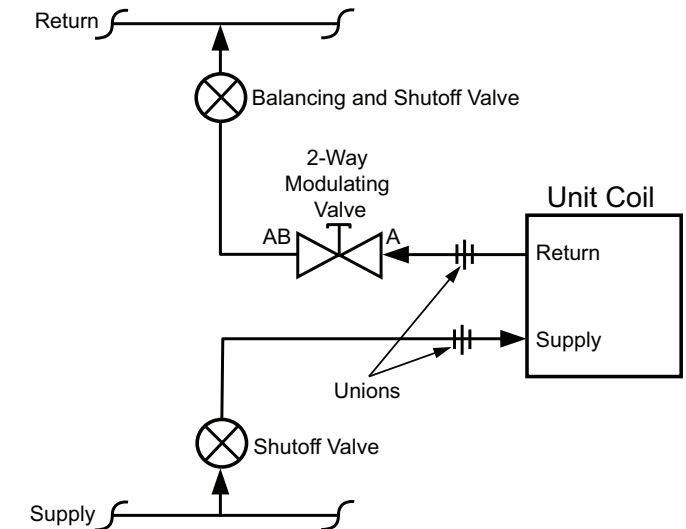 Return
Balancing and Shutoff Valve
2-Way
Modulating
Valve
Unit Coil
AB
A
Return
Supply
Unions
Shutoff Valve
Supply